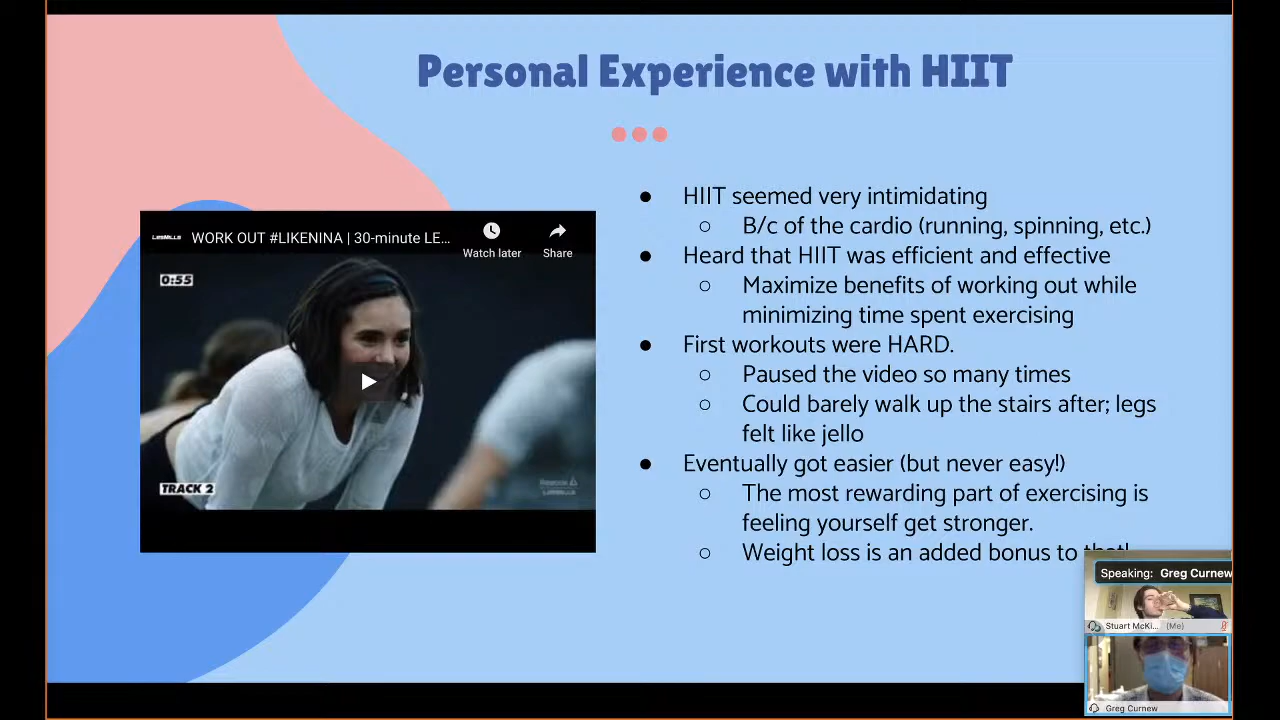 Personal Experience with HIIT
LesMills WORK OUT #LIKENINA | 30-minute LE...
Watch later
Share
0:55
TRACK 2
Reebok
LesMills
● HIIT seemed very intimidating
○ B/c of the cardio (running, spinning, etc.)
● Heard that HIIT was efficient and effective
○ Maximize benefits of working out while
minimizing time spent exercising
● First workouts were HARD.
○ Paused the video so many times
○ Could barely walk up the stairs after; legs
felt like jello
● Eventually got easier (but never easy!)
○ The most rewarding part of exercising is
feeling yourself get stronger.
○ Weight loss is an added bonus to that!
Speaking: Greg Curnew
Stuart McKi... (Me)
Greg Curnew